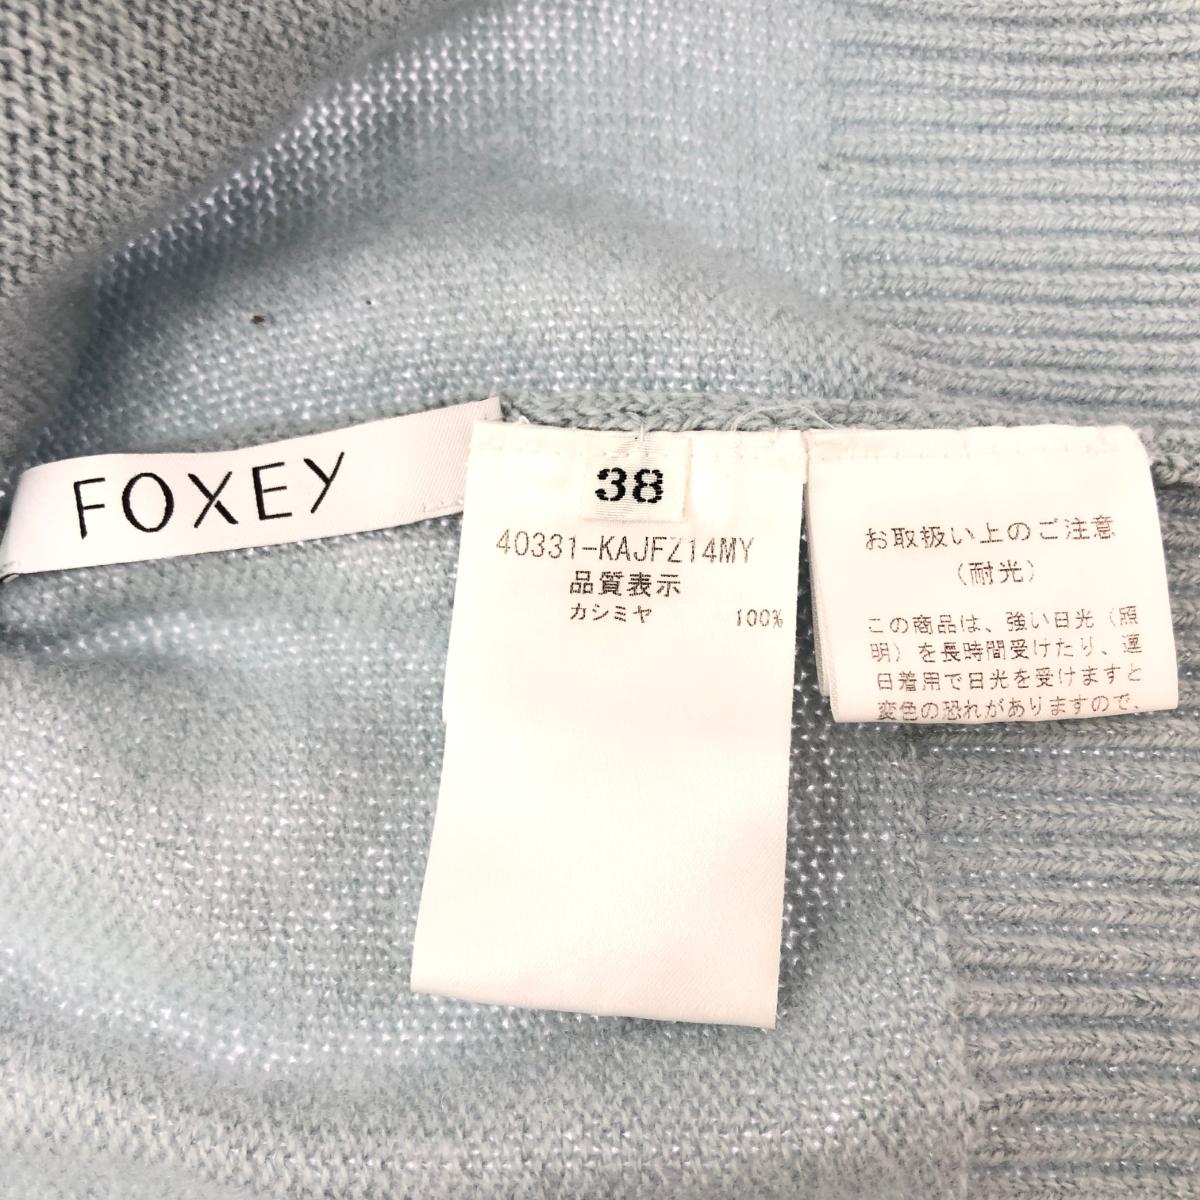 FOXEY
38
40331-KAJFZ14MY
品質表示
カシミヤ 100%
お取扱い上のご注意
（耐光）
この商品は、強い日光（照
明）を長時間受けたり、連
日着用で日光を受けますと
変色の恐れがありますので、